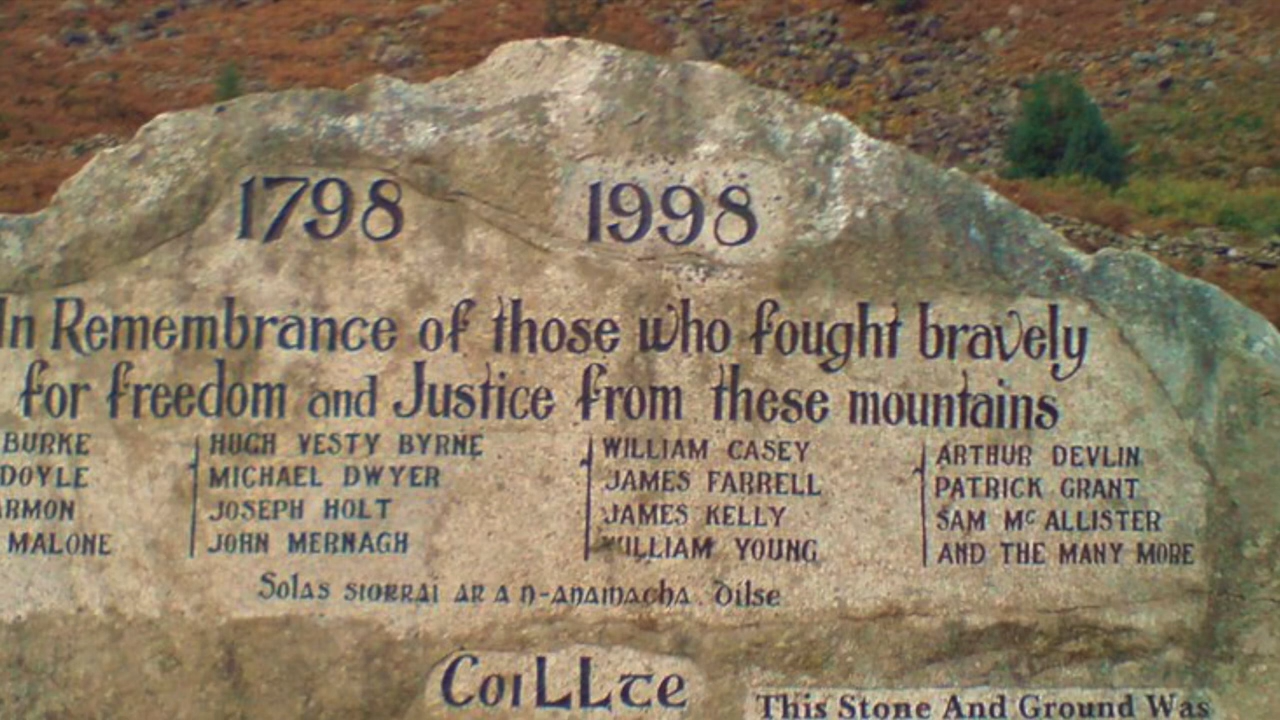 1798 1998
In Remembrance of those who fought bravely
for freedom and Justice from these mountains
BURKE HUGH VESTY BYRNE WILLIAM CASEY ARTHUR DEVLIN
DOYLE MICHAEL DWYER JAMES FARRELL PATRICK GRANT
JOSEPH HOLT JAMES KELLY SAM Mc ALLISTER
MALONE JOHN MERNAGH WILLIAM YOUNG AND THE MANY MORE
Solas siorraí ar a n-anamacha dílse
Coillte
This Stone And Ground Was